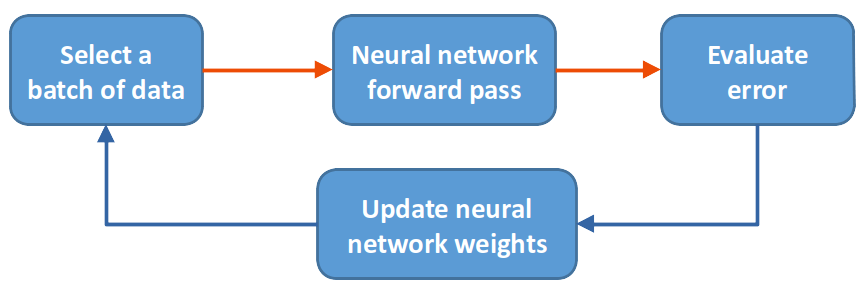 Select a
batch of data
Neural network
forward pass
Evaluate
error
Update neural
network weights